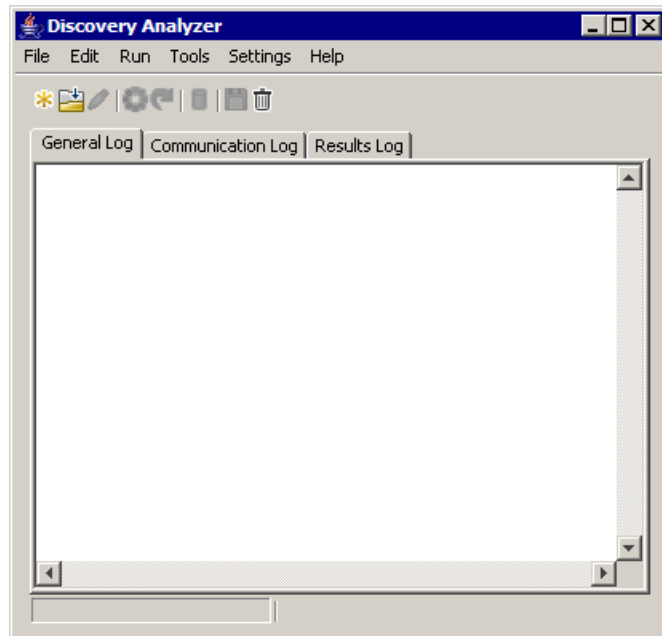 Discovery Analyzer
File Edit Run Tools Settings Help
General Log Communication Log Results Log